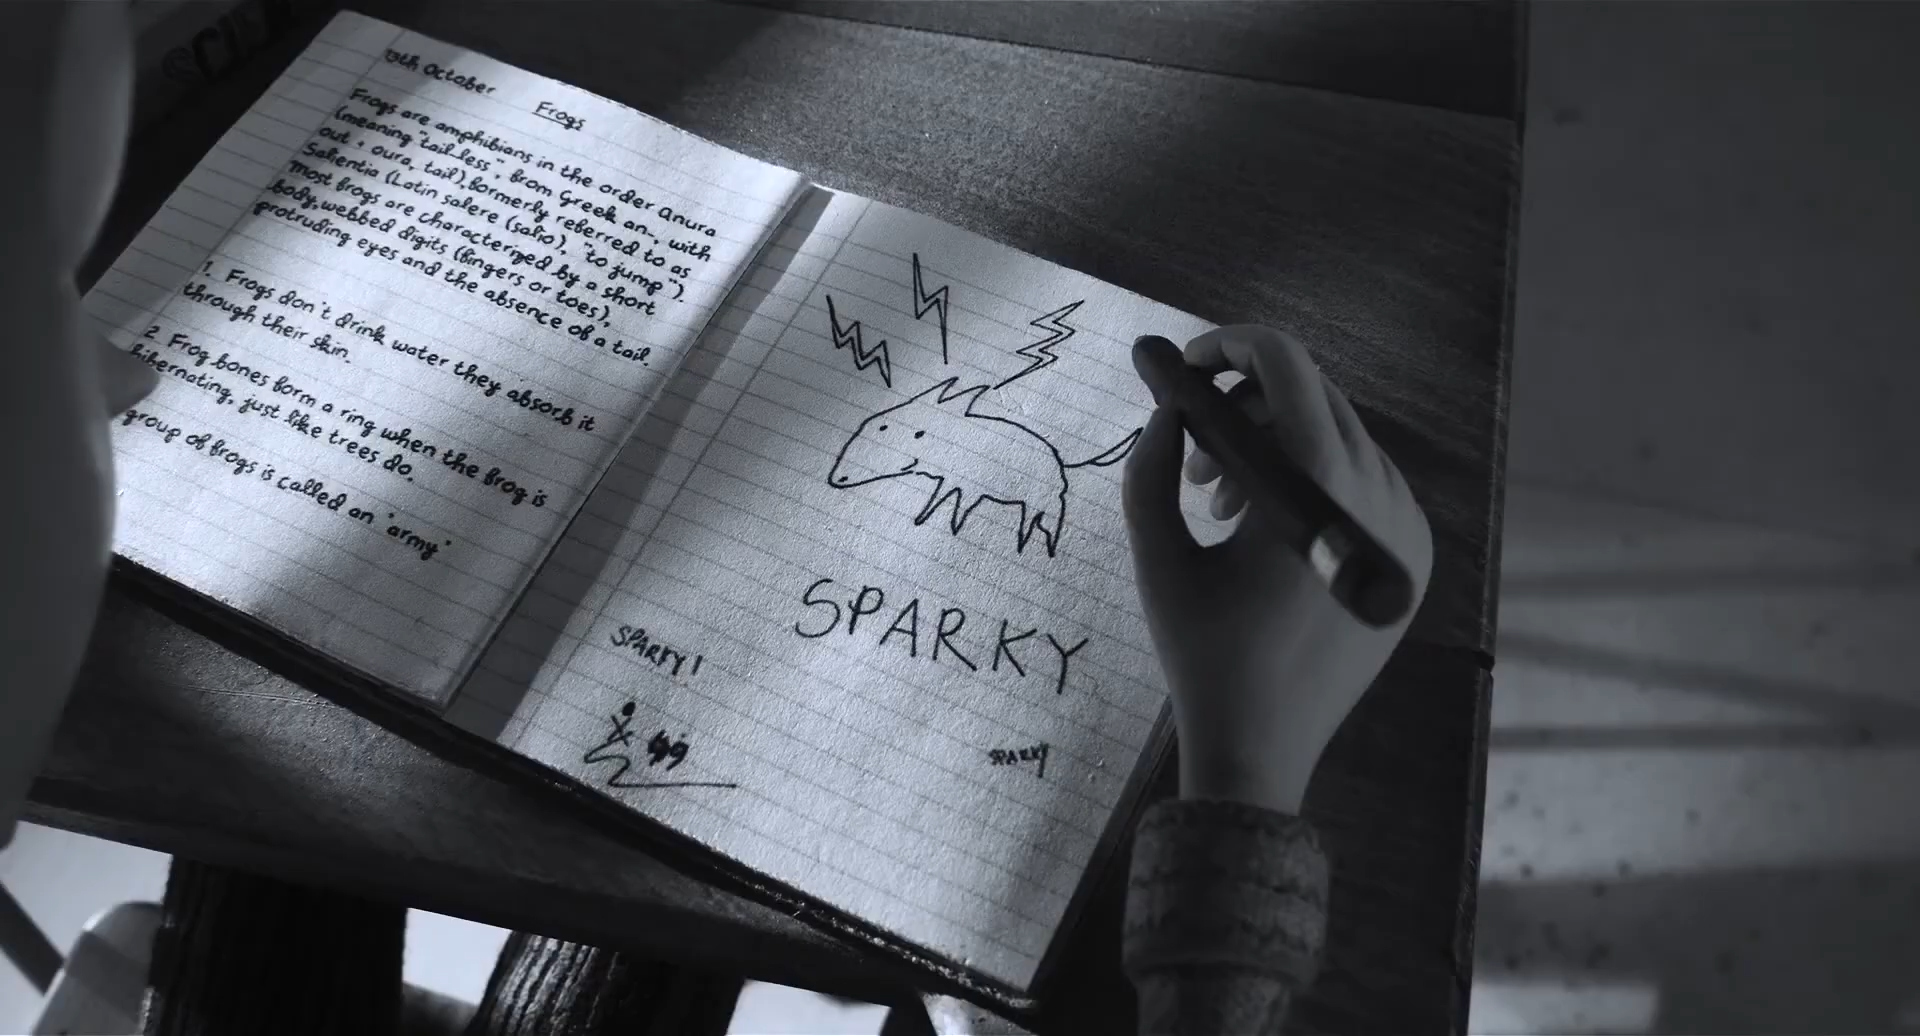 13th October Frogs
Frogs are amphibians in the order Anura
(meaning "tail-less", from Greek an-, with
out + oura, tail), formerly referred to as
Salientia (Latin salere (salio), "to jump").
most frogs are characterized by a short
body, webbed digits (fingers or toes),
protruding eyes and the absence of a tail.
1. Frogs don't drink water they absorb it
through their skin.
2. Frog bones form a ring when the frog is
hibernating, just like trees do.
group of frogs is called an "army"
SPARKY
SPARKY!
SPARKY